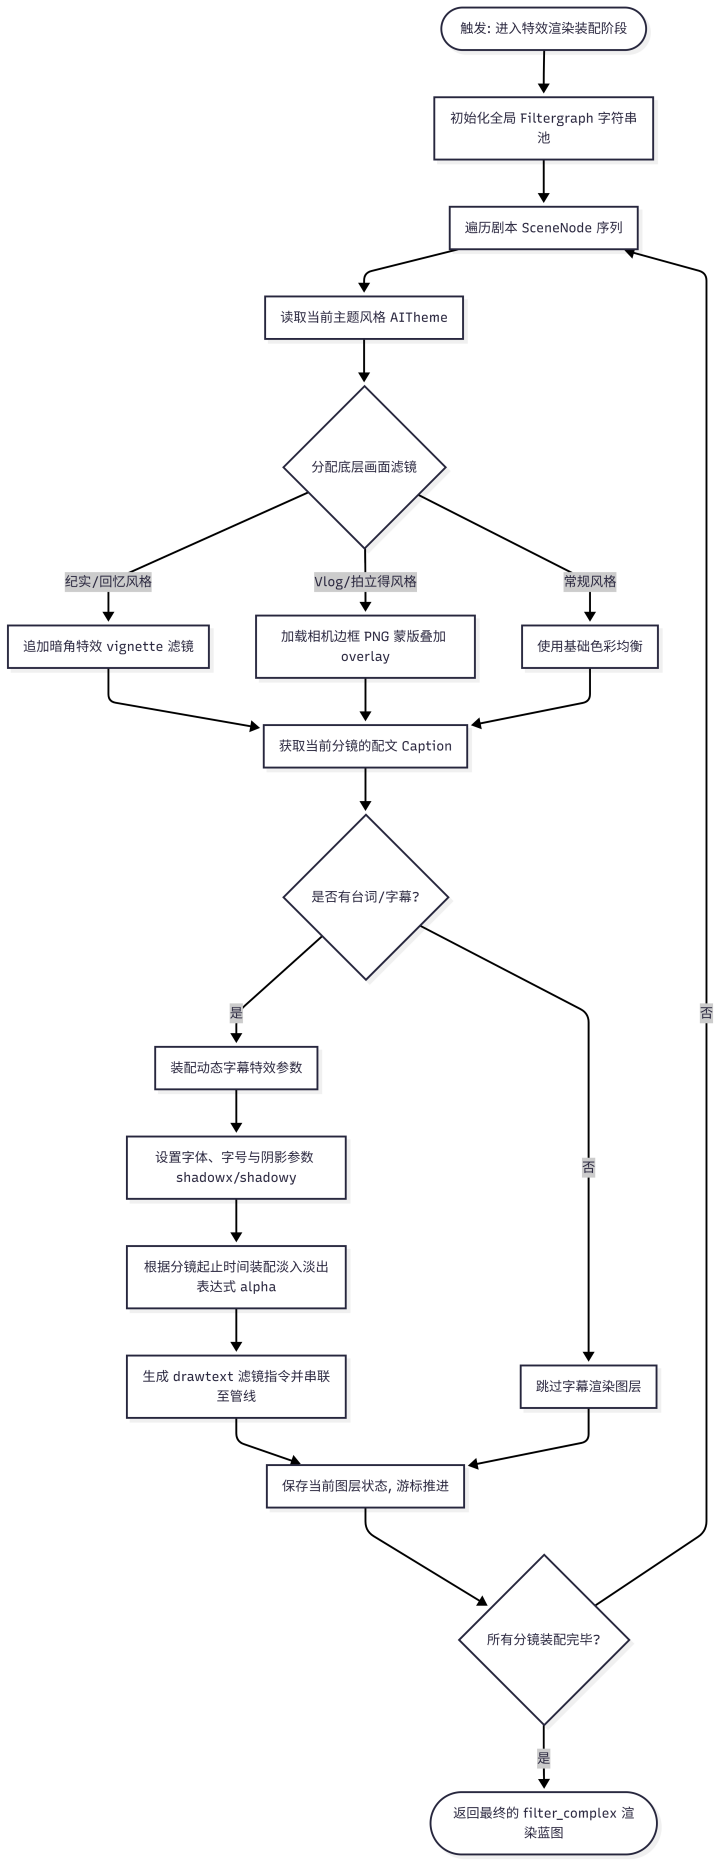 触发: 进入特效渲染装配阶段
初始化全局 Filtergraph 字符串
池
遍历剧本 SceneNode 序列
读取当前主题风格 AITheme
分配底层画面滤镜
纪实/回忆风格
Vlog/拍立得风格
常规风格
追加暗角特效 vignette 滤镜
加载相机边框 PNG 蒙版叠加
overlay
使用基础色彩均衡
获取当前分镜的配文 Caption
是否有台词/字幕?
是
否
装配动态字幕特效参数
设置字体、字号与阴影参数
shadowx/shadowy
否
根据分镜起止时间装配淡入淡出
表达式 alpha
生成 drawtext 滤镜指令并串联
至管线
跳过字幕渲染图层
保存当前图层状态, 游标推进
所有分镜装配完毕?
是
返回最终的 filter_complex 渲
染蓝图